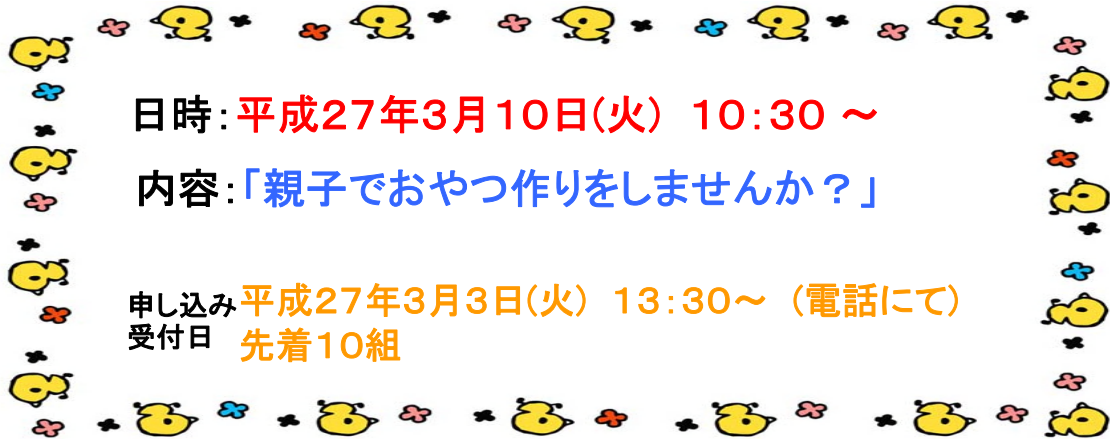 日時：平成２７年３月１０日(火)　１０：３０ ～
内容：「親子でおやつ作りをしませんか？」
申し込み受付日　平成２７年３月３日(火)　１３：３０～　（電話にて）
先着１０組